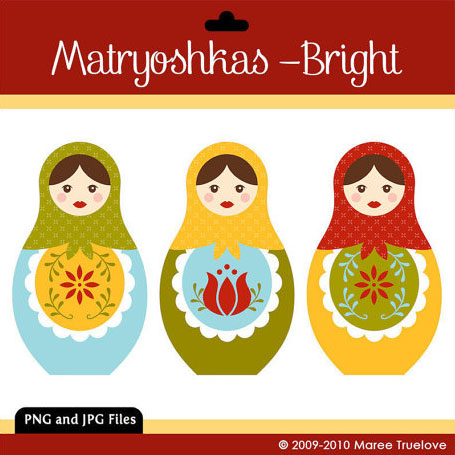 Matryoshkas -Bright
PNG and JPG Files
© 2009-2010 Maree Truelove